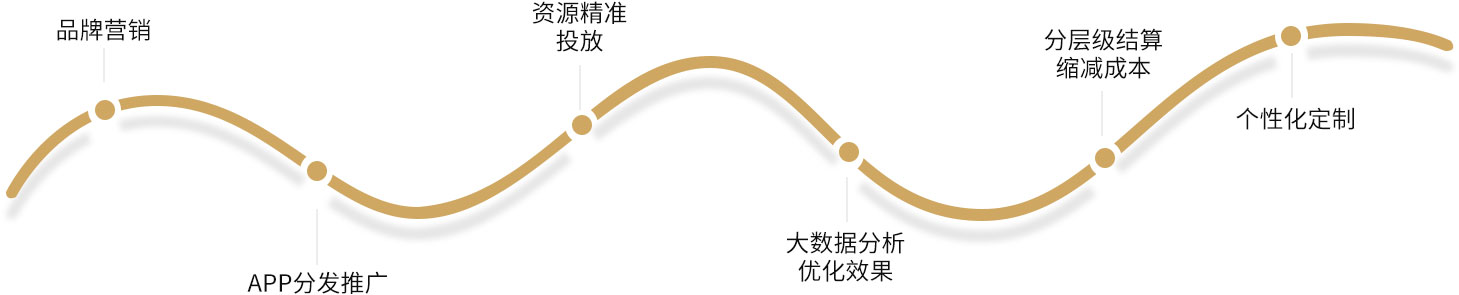 品牌营销
APP分发推广
资源精准
投放
大数据分析
优化效果
分层级结算
缩减成本
个性化定制